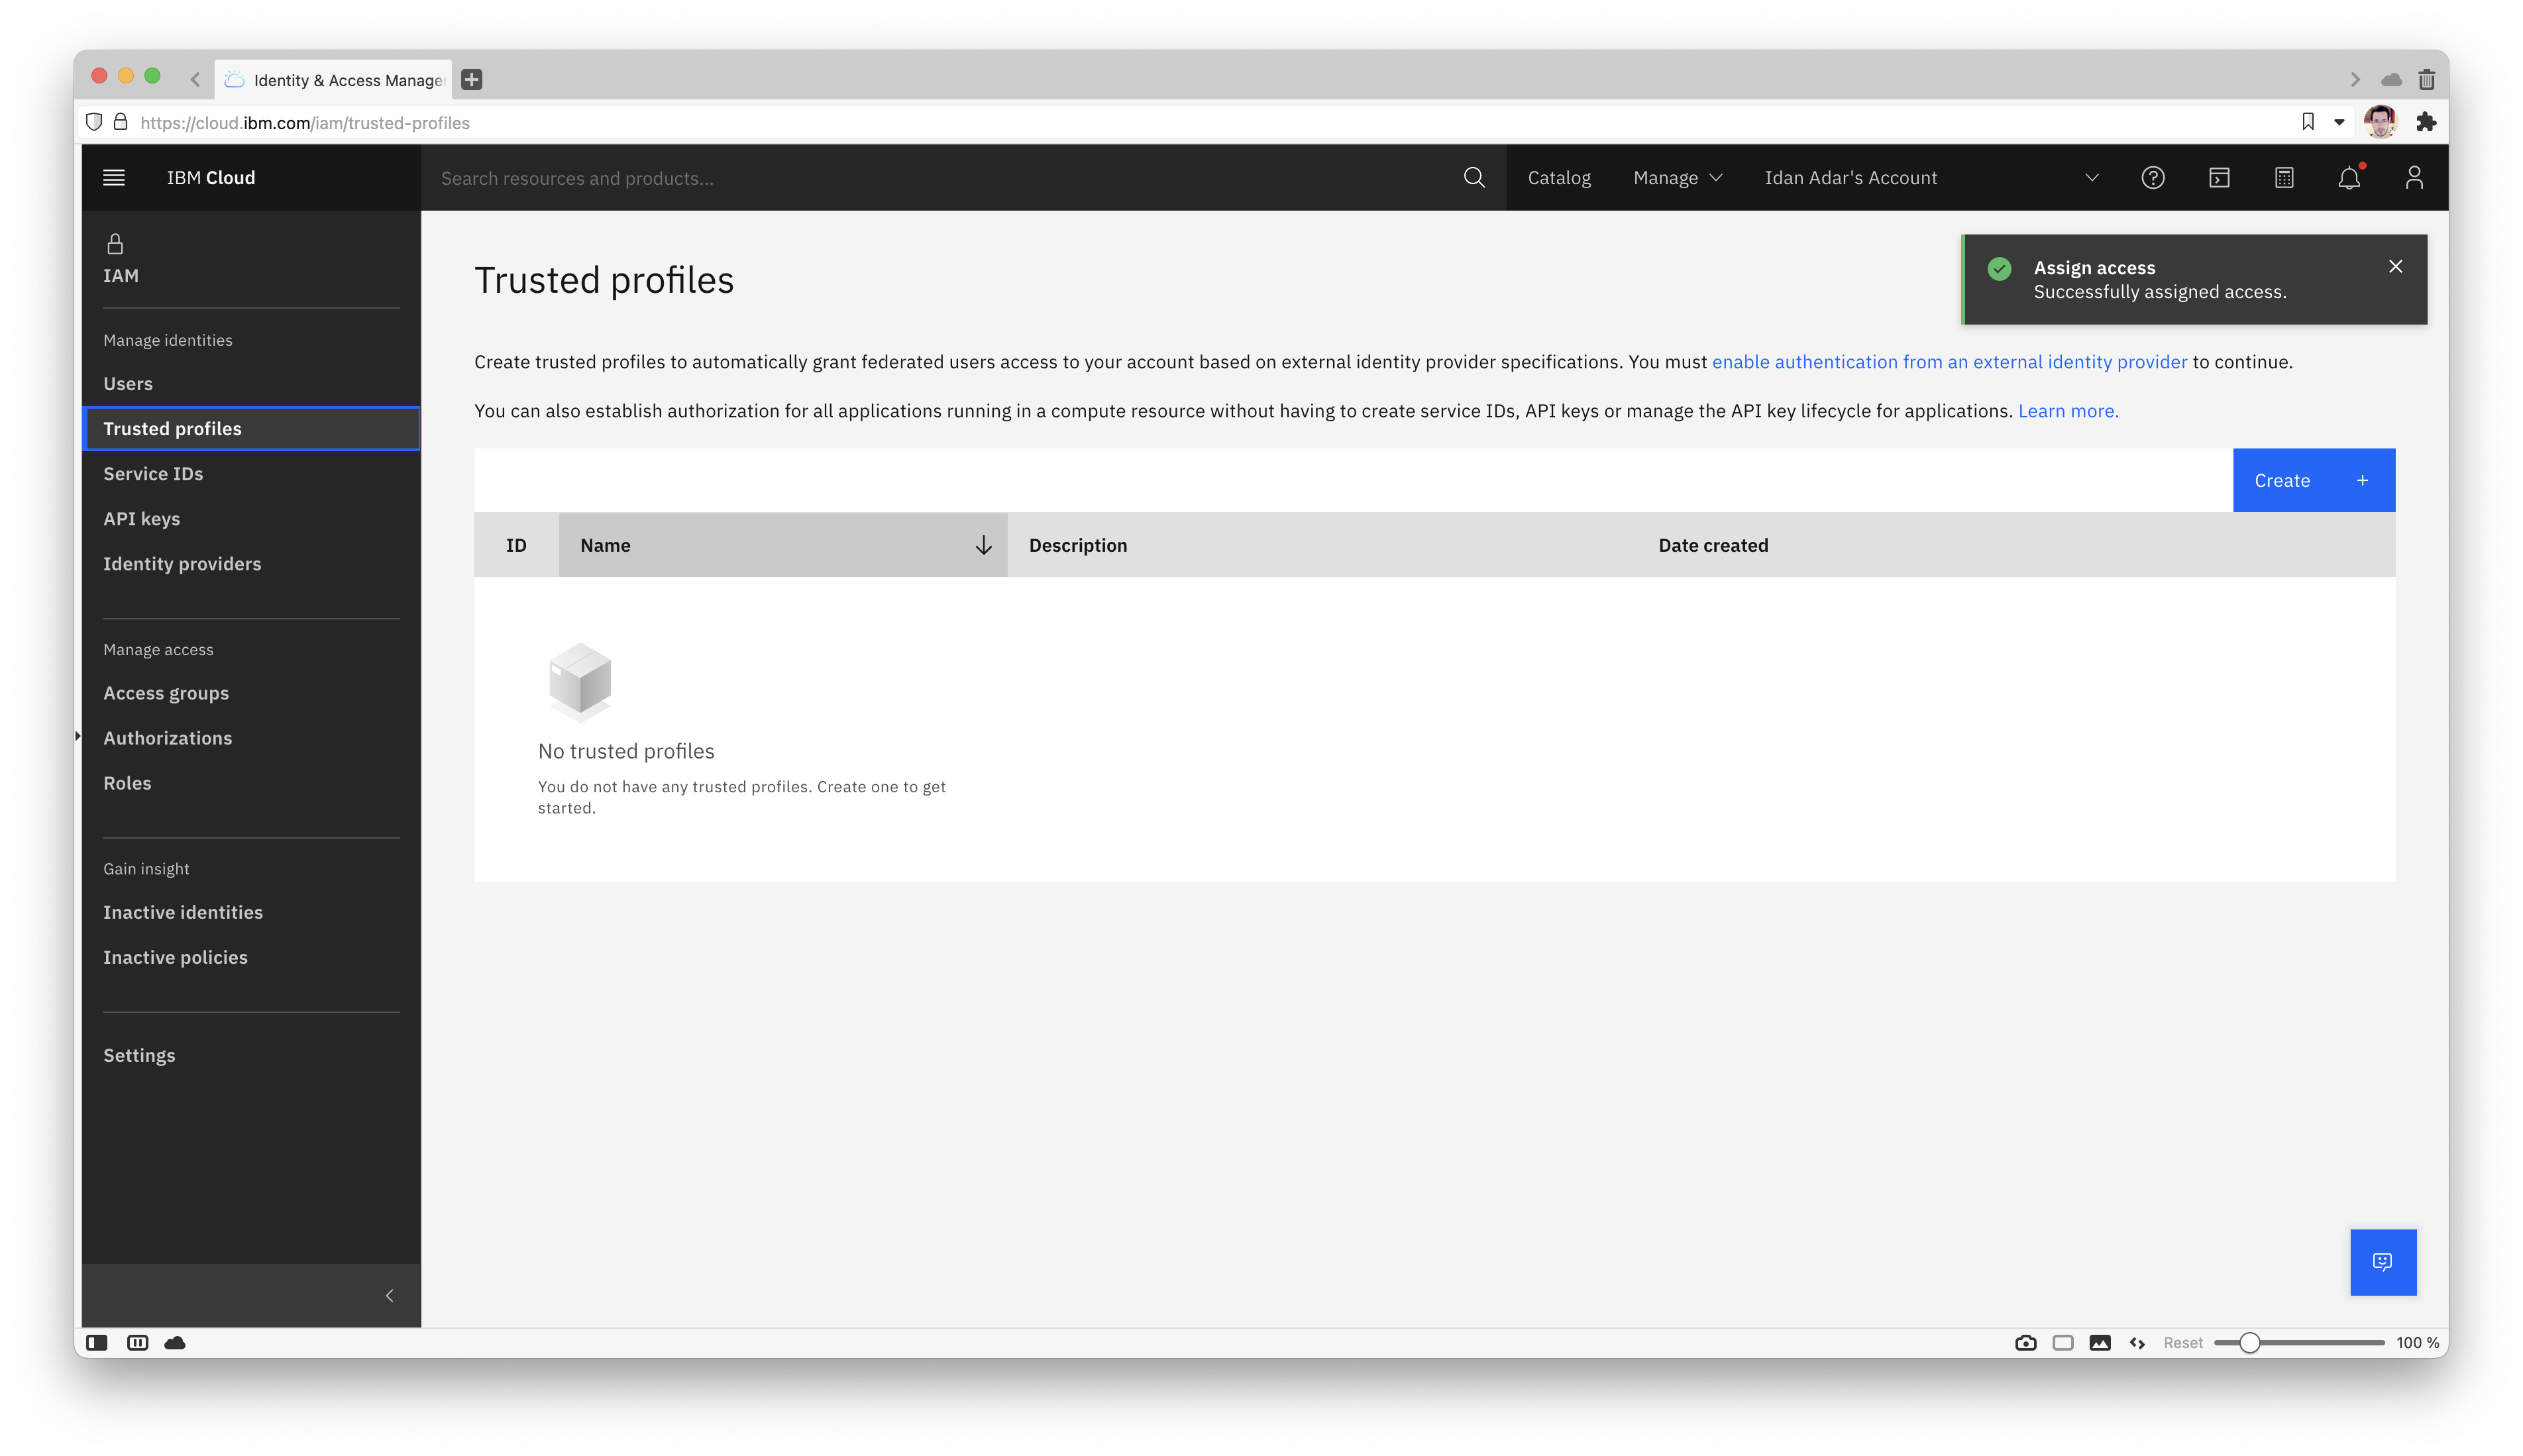 Identity & Access Manage
https://cloud.ibm.com/iam/trusted-profiles
IBM Cloud
Search resources and products...
Catalog
Manage
Idan Adar's Account
IAM
Manage identities
Users
Trusted profiles
Service IDs
API keys
Identity providers
Manage access
Access groups
Authorizations
Roles
Gain insight
Inactive identities
Inactive policies
Settings
Trusted profiles
Assign access
Successfully assigned access.
Create trusted profiles to automatically grant federated users access to your account based on external identity provider specifications. You must enable authentication from an external identity provider to continue.
You can also establish authorization for all applications running in a compute resource without having to create service IDs, API keys or manage the API key lifecycle for applications. Learn more.
Create +
ID
Name
Description
Date created
No trusted profiles
You do not have any trusted profiles. Create one to get
started.
Reset
100 %